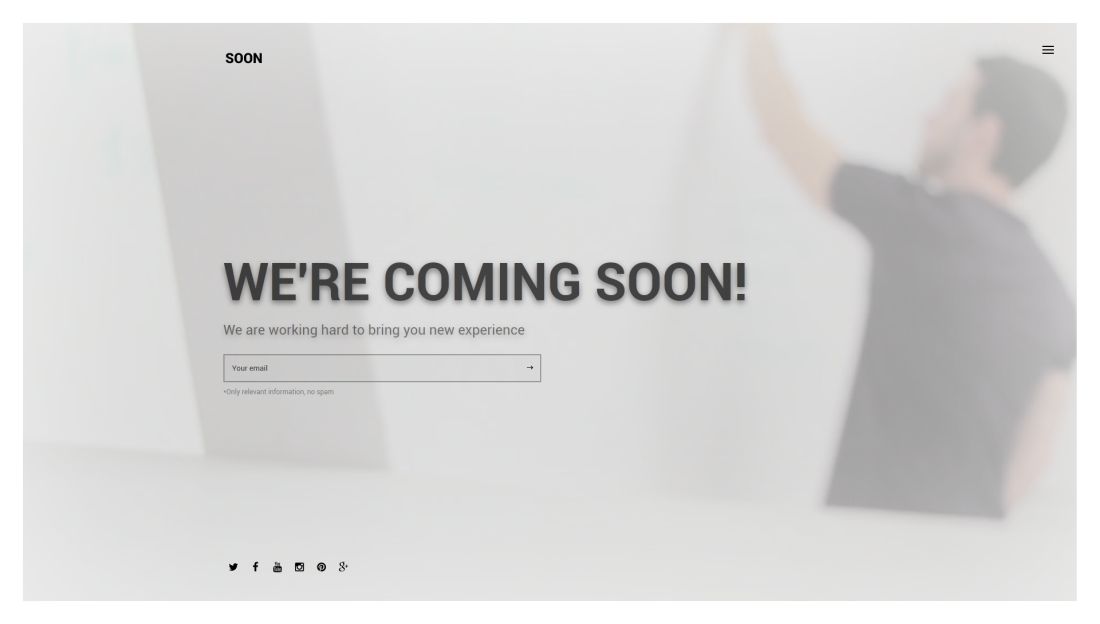 SOON
WE'RE COMING SOON!
We are working hard to bring you new experience
Your email →
*Only relevant information, no spam